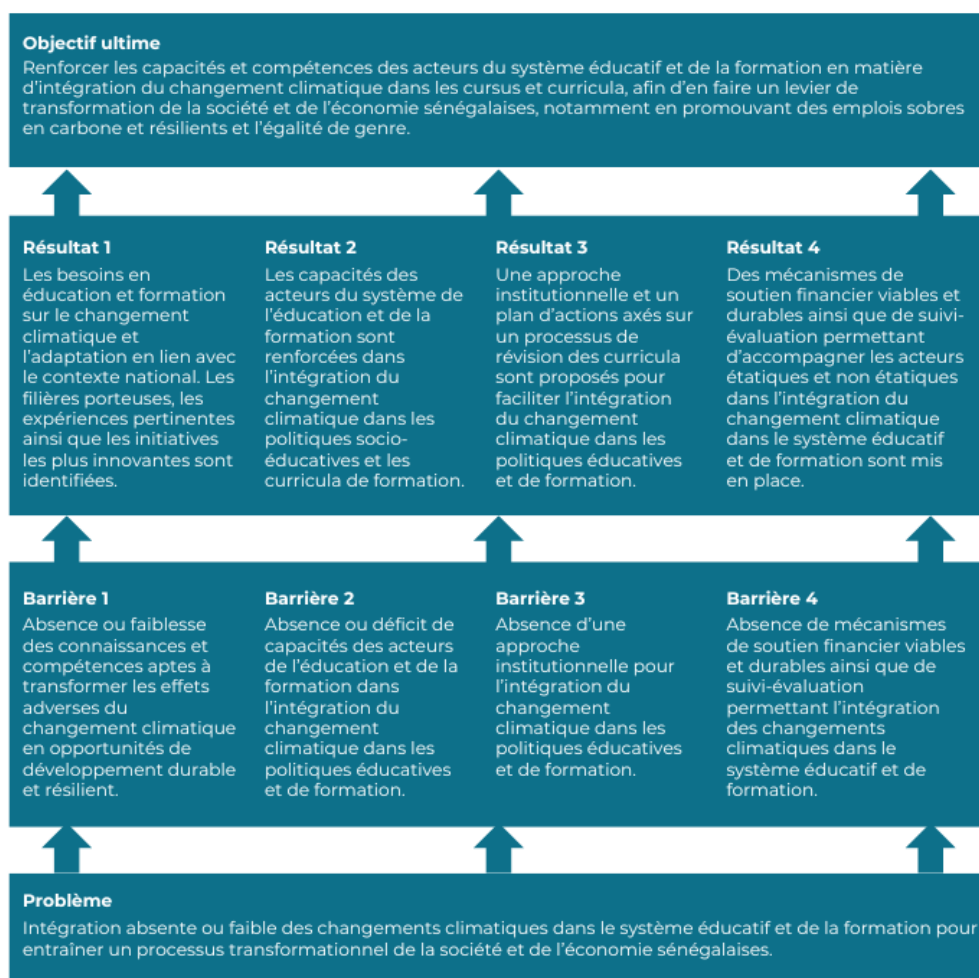 Objectif ultime
Renforcer les capacités et compétences des acteurs du système éducatif et de la formation en matière
d'intégration du changement climatique dans les cursus et curricula, afin d'en faire un levier de
transformation de la société et de l'économie sénégalaises, notamment en promouvant des emplois sobres
en carbone et résilients et l'égalité de genre.
Résultat 1
Les besoins en
éducation et formation
sur le changement
climatique et
l'adaptation en lien avec
le contexte national. Les
filières porteuses, les
expériences pertinentes
ainsi que les initiatives
les plus innovantes sont
identifiées.
Résultat 2
Les capacités des
acteurs du système de
l'éducation et de la
formation sont
renforcées dans
l'intégration du
changement
climatique dans les
politiques socio-
éducatives et les
curricula de formation.
Résultat 3
Une approche
institutionnelle et un
plan d'actions axés sur
un processus de
révision des curricula
sont proposés pour
faciliter l'intégration
du changement
climatique dans les
politiques éducatives
et de formation.
Résultat 4
Des mécanismes de
soutien financier viables et
durables ainsi que de suivi-
évaluation permettant
d'accompagner les acteurs
étatiques et non étatiques
dans l'intégration du
changement climatique
dans le système éducatif
et de formation sont mis
en place.
Barrière 1
Absence ou faiblesse
des connaissances et
compétences aptes à
transformer les effets
adverses du
changement climatique
en opportunités de
développement durable
et résilient.
Barrière 2
Absence ou déficit de
capacités des acteurs
de l'éducation et de la
formation dans
l'intégration du
changement
climatique dans les
politiques éducatives
et de formation.
Barrière 3
Absence d'une
approche
institutionnelle pour
l'intégration du
changement
climatique dans les
politiques éducatives
et de formation.
Barrière 4
Absence de mécanismes
de soutien financier viables
et durables ainsi que de
suivi-évaluation
permettant l'intégration
des changements
climatiques dans le
système éducatif et de
formation.
Problème
Intégration absente ou faible des changements climatiques dans le système éducatif et de la formation pour
entraîner un processus transformationnel de la société et de l'économie sénégalaises.